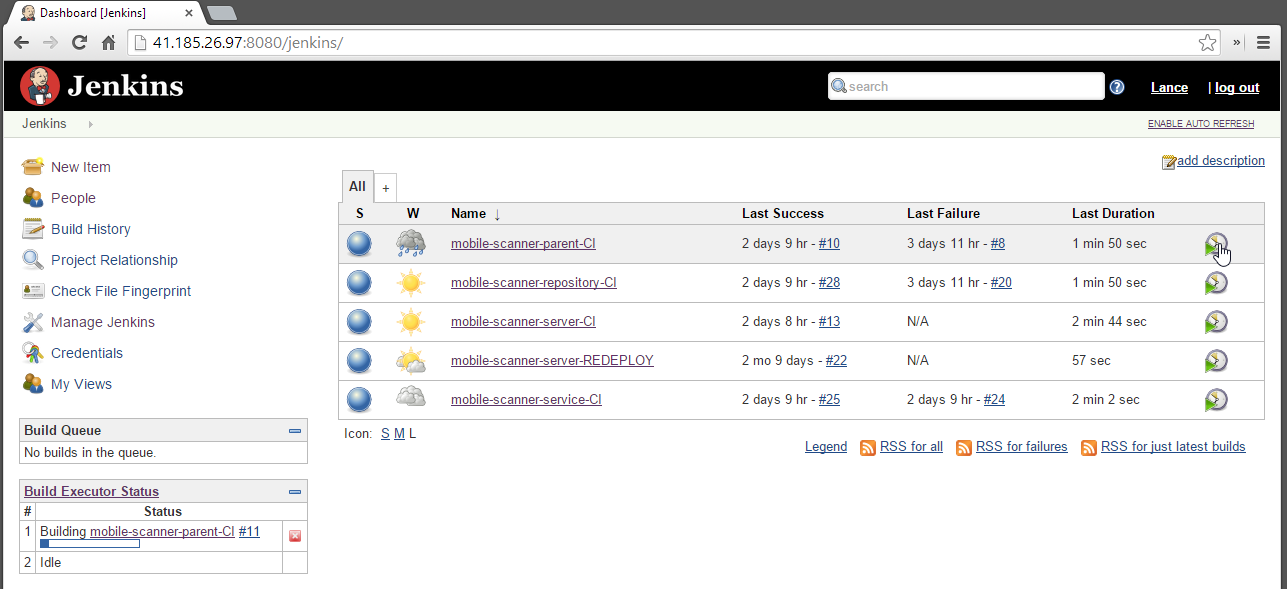 Dashboard [Jenkins]
41.185.26.97:8080/jenkins/
Jenkins
search
Lance | log out
Jenkins
ENABLE AUTO REFRESH
New Item
People
Build History
Project Relationship
Check File Fingerprint
Manage Jenkins
Credentials
My Views
Build Queue
No builds in the queue.
Build Executor Status
# Status
1 Building mobile-scanner-parent-CI #11
2 Idle
add description
All +
S W Name ↓ Last Success Last Failure Last Duration
mobile-scanner-parent-CI 2 days 9 hr - #10 3 days 11 hr - #8 1 min 50 sec
mobile-scanner-repository-CI 2 days 9 hr - #28 3 days 11 hr - #20 1 min 50 sec
mobile-scanner-server-CI 2 days 8 hr - #13 N/A 2 min 44 sec
mobile-scanner-server-REDEPLOY 2 mo 9 days - #22 N/A 57 sec
mobile-scanner-service-CI 2 days 9 hr - #25 2 days 9 hr - #24 2 min 2 sec
Icon: S M L
Legend RSS for all RSS for failures RSS for just latest builds